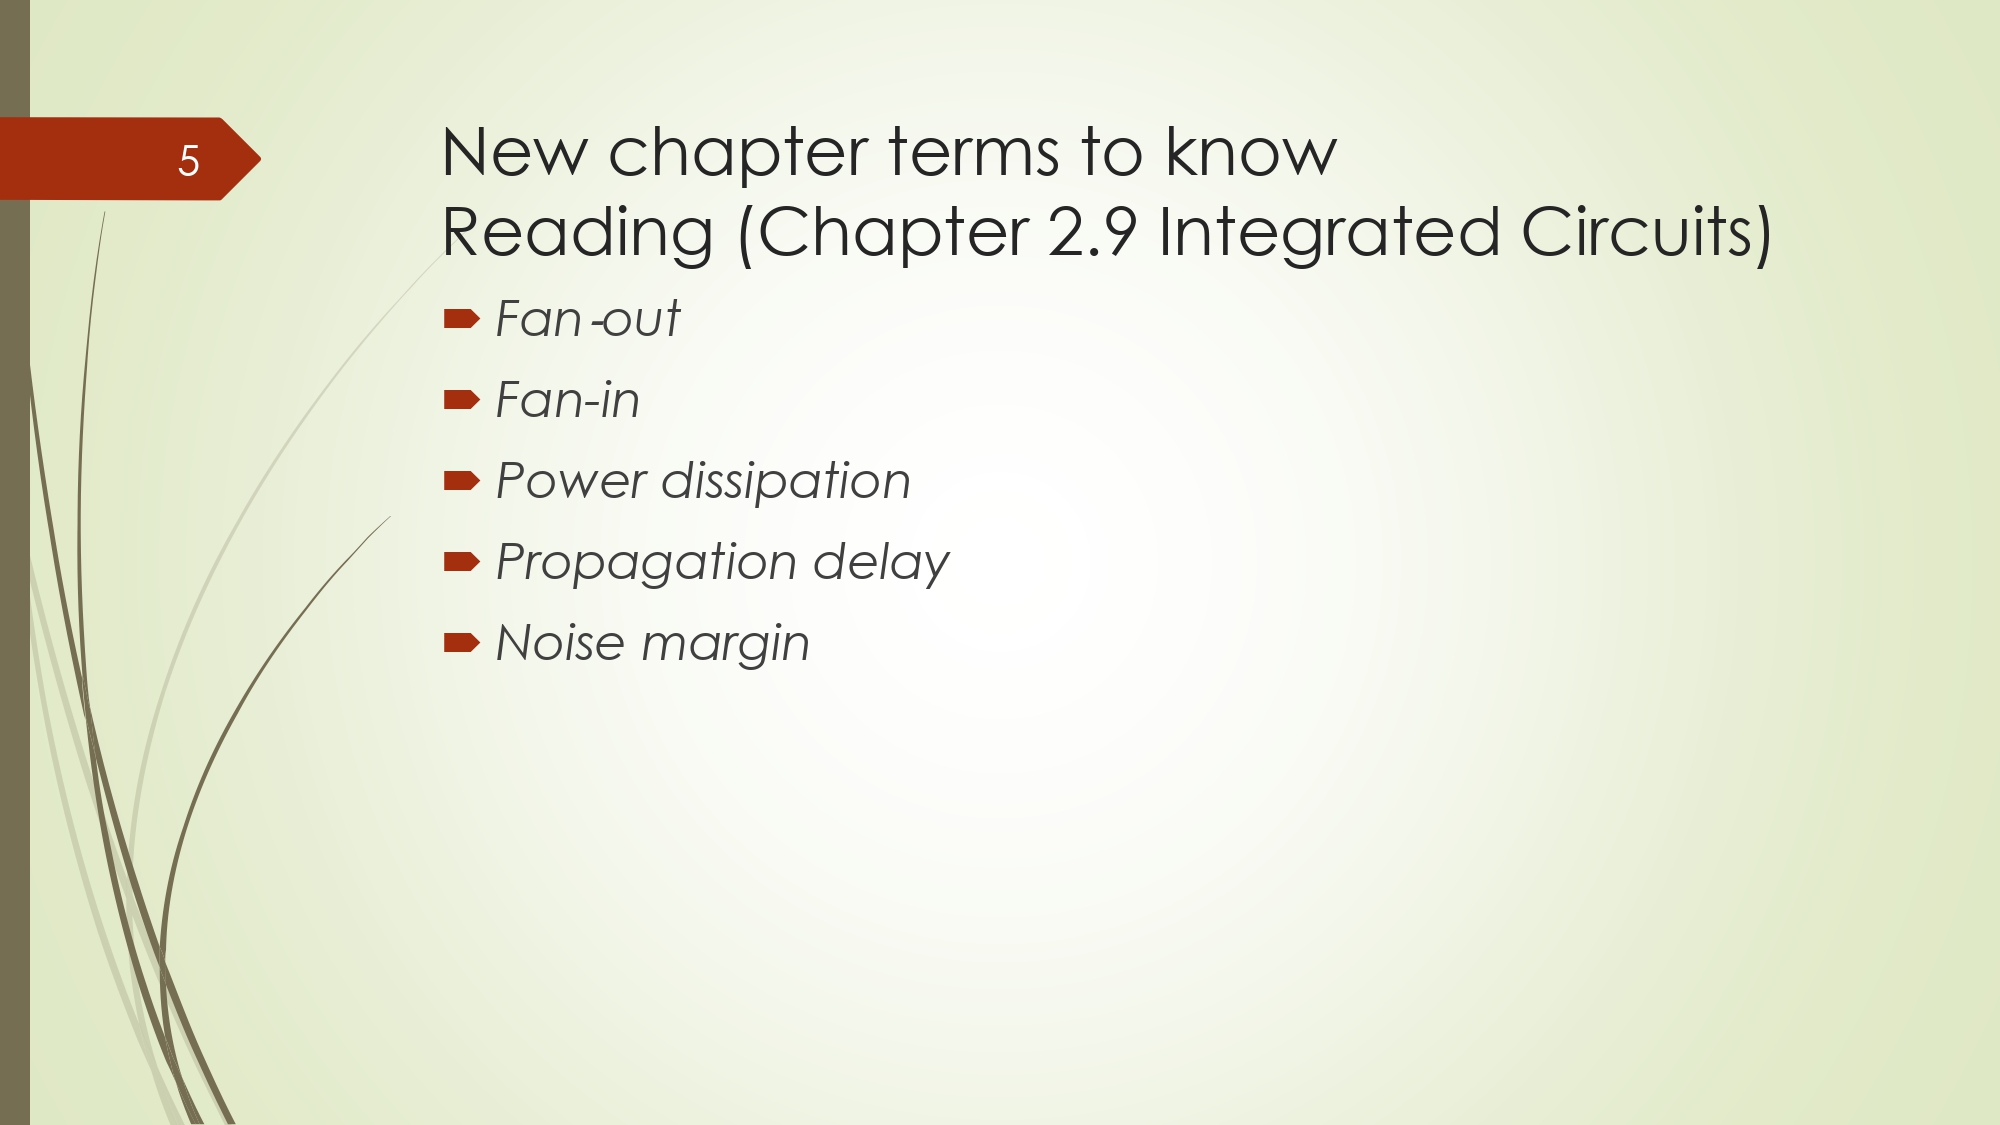 5
New chapter terms to know
Reading (Chapter 2.9 Integrated Circuits)
Fan-out
Fan-in
Power dissipation
Propagation delay
Noise margin